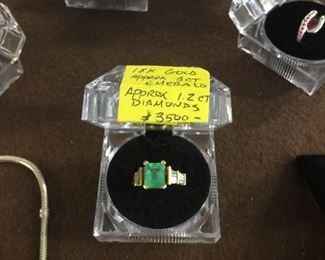 18K GOLD
APPROX 3CT
EMERALD
APPROX 1.2 CT
DIAMONDS
$3500-